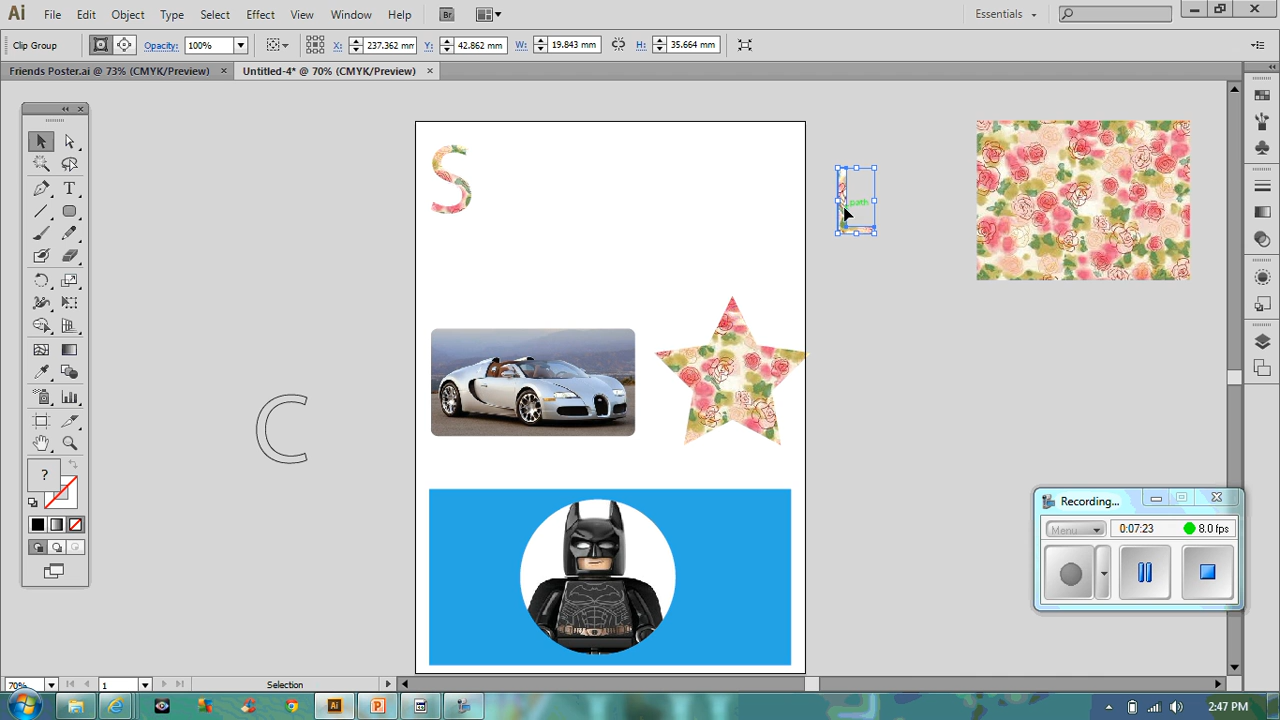 Ai File Edit Object Type Select Effect View Window Help Br Essentials
Clip Group Opacity: 100% X: 237.362 mm Y: 42.862 mm W: 19.843 mm H: 35.664 mm
Friends Poster.ai @ 73% (CMYK/Preview) × Untitled-4* @ 70% (CMYK/Preview) ×
S
path
T
C
?
Recording...
Menu 0:07:23 8.0 fps
70% 1 Selection
Ai P 2:47 PM